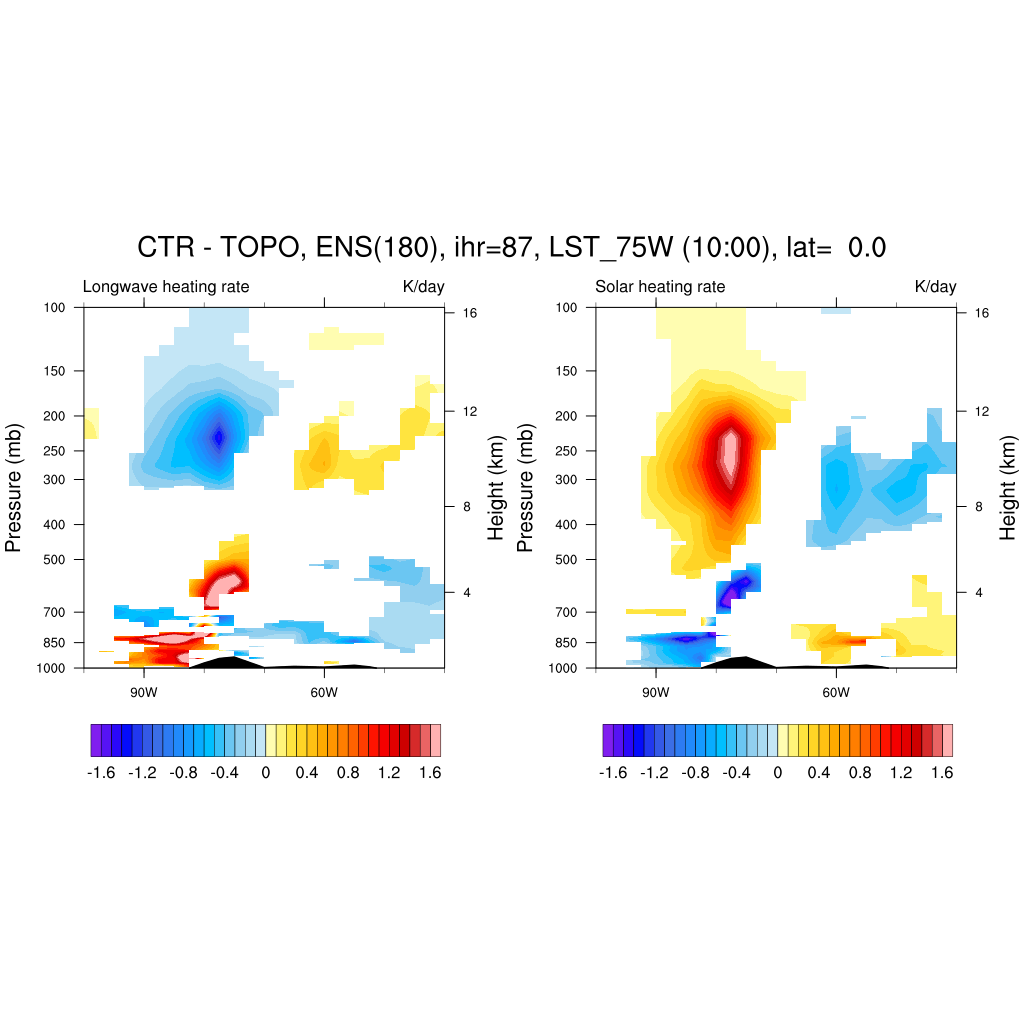 CTR - TOPO, ENS(180), ihr=87, LST_75W (10:00), lat=  0.0
Longwave heating rate K/day
Pressure (mb)
100
150
200
250
300
400
500
700
850
1000
16
12
8
4
Height (km)
90W 60W
-1.6 -1.2 -0.8 -0.4 0 0.4 0.8 1.2 1.6
Solar heating rate K/day
Pressure (mb)
100
150
200
250
300
400
500
700
850
1000
16
12
8
4
Height (km)
90W 60W
-1.6 -1.2 -0.8 -0.4 0 0.4 0.8 1.2 1.6